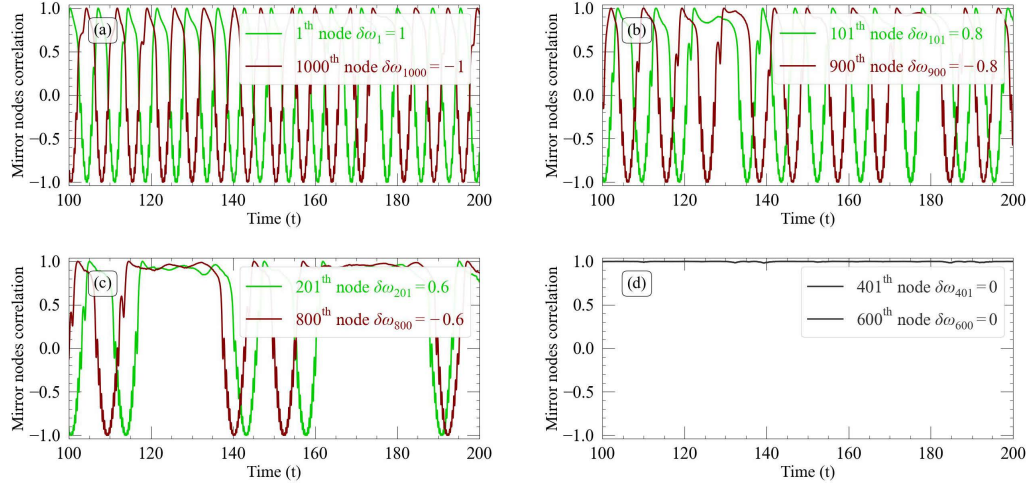 Mirror nodes correlation
1.0
0.5
0.0
−0.5
−1.0
(a)
1th node δω1 = 1
1000th node δω1000 = −1
100 120 140 160 180 200
Time (t)
Mirror nodes correlation
1.0
0.5
0.0
−0.5
−1.0
(b)
101th node δω101 = 0.8
900th node δω900 = −0.8
100 120 140 160 180 200
Time (t)
Mirror nodes correlation
1.0
0.5
0.0
−0.5
−1.0
(c)
201th node δω201 = 0.6
800th node δω800 = −0.6
100 120 140 160 180 200
Time (t)
Mirror nodes correlation
1.0
0.5
0.0
−0.5
−1.0
(d)
401th node δω401 = 0
600th node δω600 = 0
100 120 140 160 180 200
Time (t)